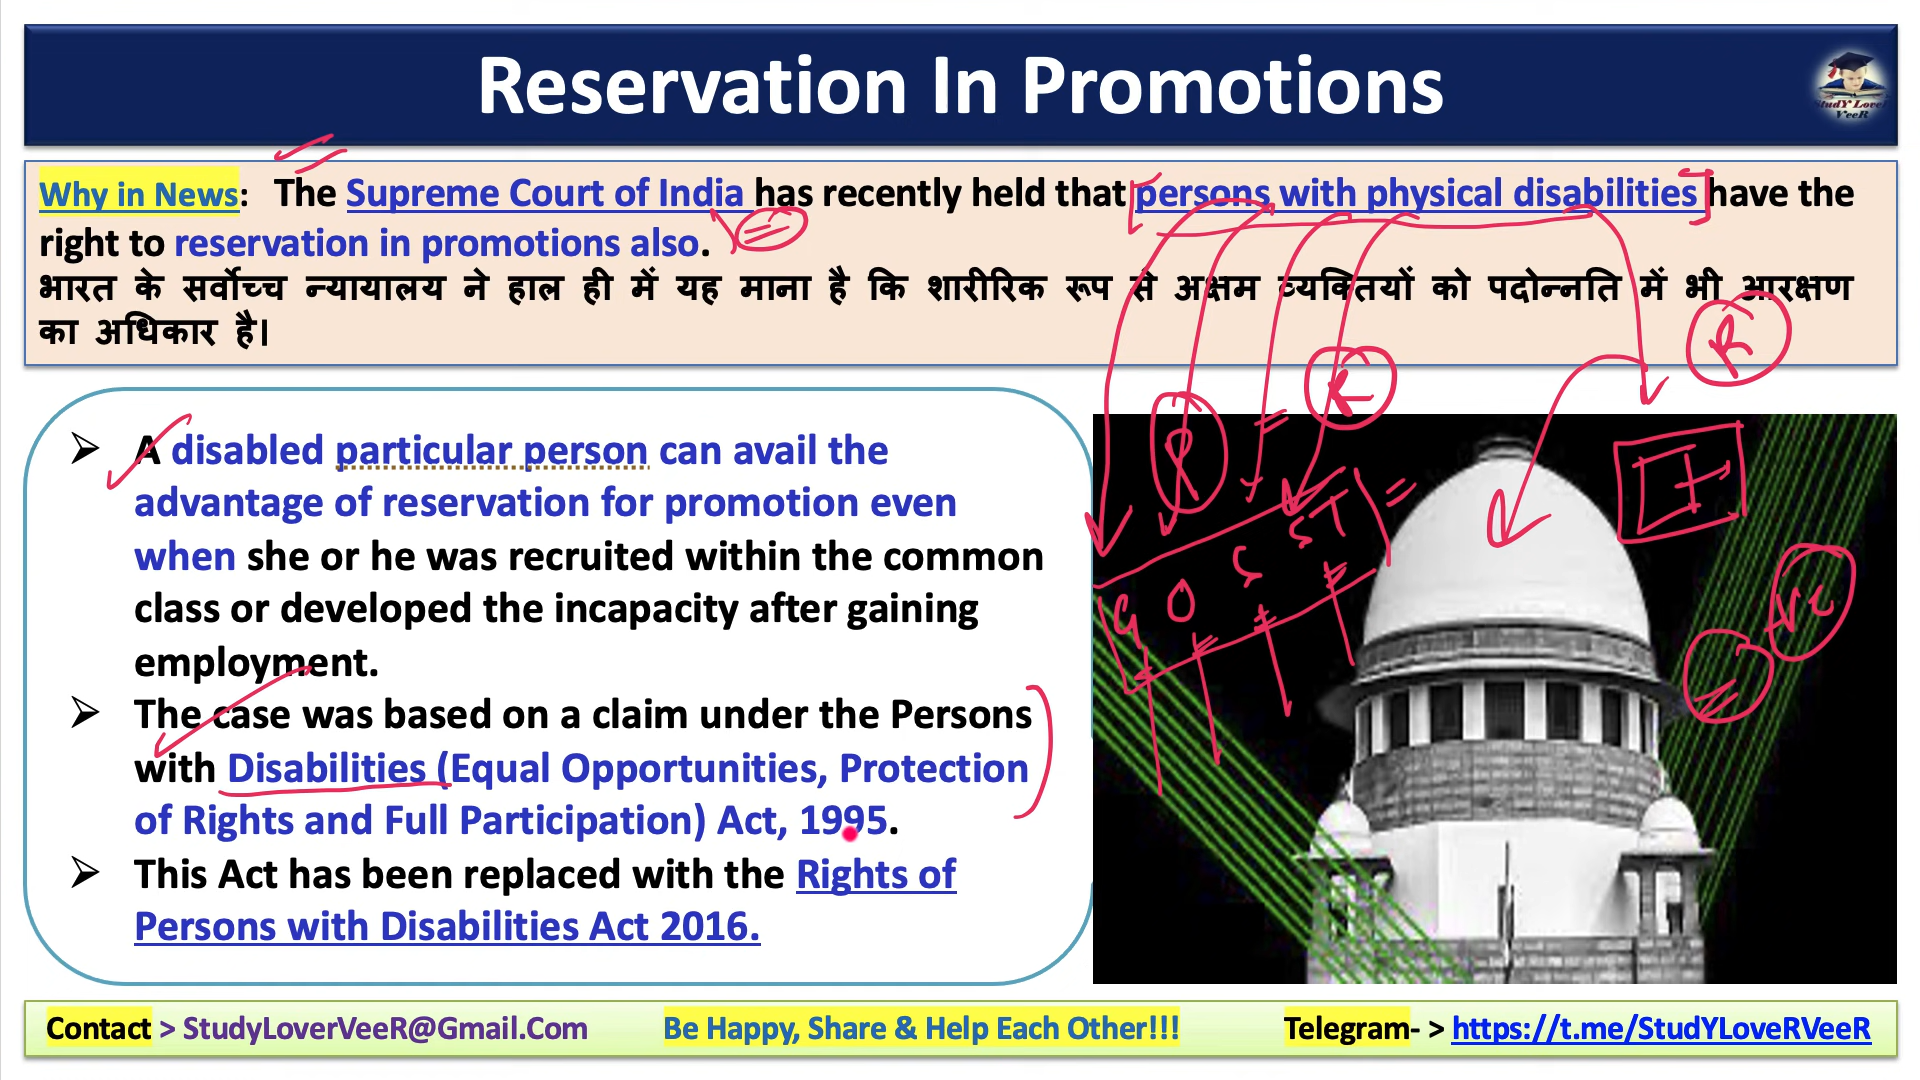 Reservation In Promotions
StudY LoveR
VeeR
Why in News: The Supreme Court of India has recently held that persons with physical disabilities have the
right to reservation in promotions also.
भारत के सर्वोच्च न्यायालय ने हाल ही में यह माना है कि शारीरिक रूप से अक्षम व्यक्तियों को पदोन्नति में भी आरक्षण
का अधिकार है।
➢ A disabled particular person can avail the
advantage of reservation for promotion even
when she or he was recruited within the common
class or developed the incapacity after gaining
employment.
➢ The case was based on a claim under the Persons
with Disabilities (Equal Opportunities, Protection
of Rights and Full Participation) Act, 1995.
➢ This Act has been replaced with the Rights of
Persons with Disabilities Act 2016.
R
R
G O S ST
Contact > StudyLoverVeeR@Gmail.Com Be Happy, Share & Help Each Other!!! Telegram- > https://t.me/StudYLoveRVeeR